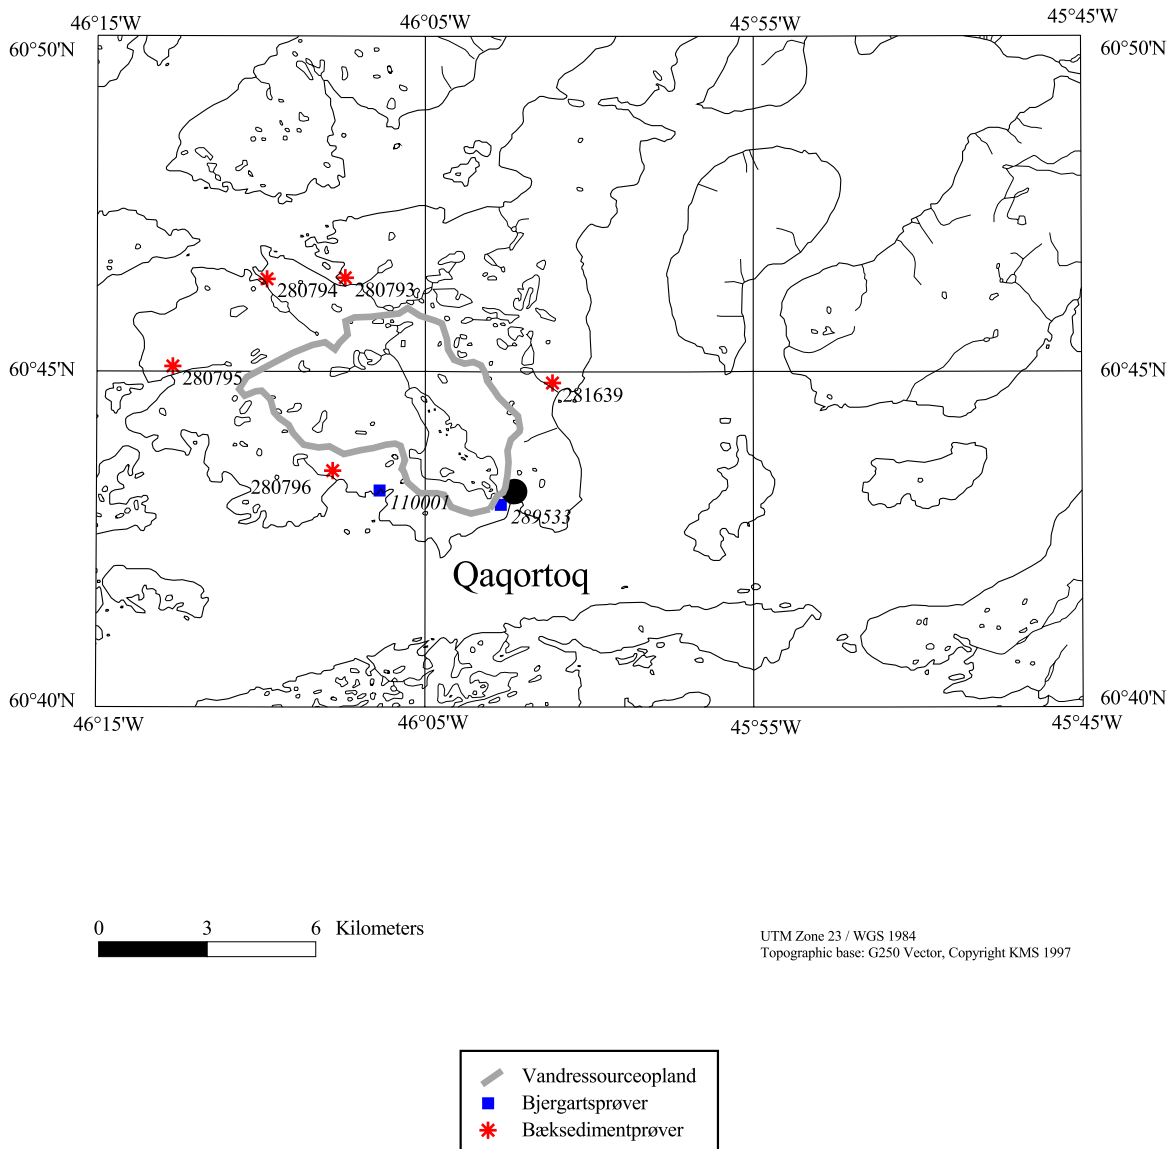 46°15'W 46°05'W 45°55'W 45°45'W
60°50'N 60°50'N
280794 280793
60°45'N 60°45'N
280795
281639
280796
110001
289533
Qaqortoq
60°40'N 60°40'N
46°15'W 46°05'W 45°55'W 45°45'W
0 3 6 Kilometers
UTM Zone 23 / WGS 1984
Topographic base: G250 Vector, Copyright KMS 1997
Vandressourceopland
Bjergartsprøver
Bæksedimentprøver